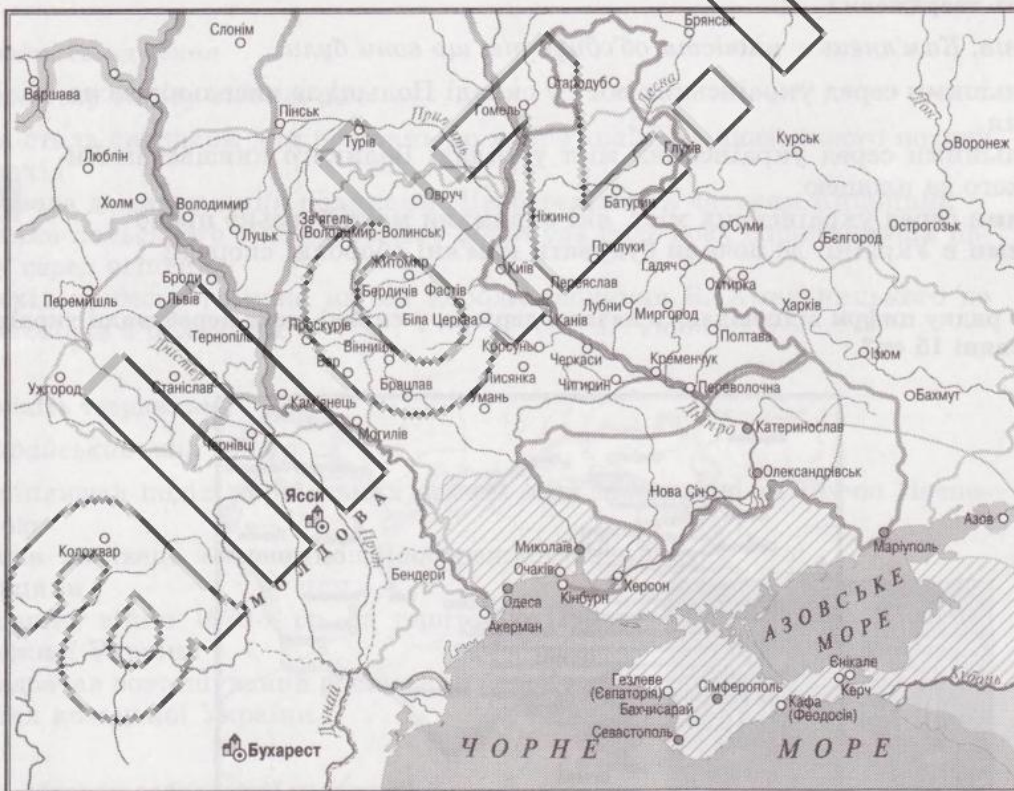 Брянськ
Слонім
Стародуб
Десна
Дон
Варшава
Гомель
Пінськ
Прип'ять
Турів
Курськ
Воронеж
Глухів
Люблін
Овруч
Батурин
Холм
Володимир
Зв'ягель
(Володимир-Волинськ)
Ніжин
Суми
Острогозьк
Луцьк
Бєлгород
Прилуки
Житомир
Київ
Гадяч
Броди
Переяслав
Охтирка
Перемишль
Львів
Бердичів
Фастів
Лубни
Харків
Миргород
Тернопіль
Проскурів
Біла Церква
Канів
Полтава
Вінниця
Корсунь
Черкаси
Ізюм
Дністер
Бар
Кременчук
Ужгород
Станіслав
Брацлав
Лисянка
Чигирин
Переволочна
Кам'янець
Умань
Бахмут
Дніпро
Чернівці
Могилів
Катеринослав
Олександрівськ
Ясси
Нова Січ
Азов
Коложвар
МОЛДОВА
Прут
Миколаїв
Маріуполь
Бендери
Очаків
Херсон
Одеса
Кінбурн
АЗОВСЬКЕ
МОРЕ
Акерман
Єнікале
Гезлеве
(Євпаторія)
Сімферополь
Керч
Кубань
Бахчисарай
Кафа
(Феодосія)
Дунай
Севастополь
Бухарест
ЧОРНЕ МОРЕ